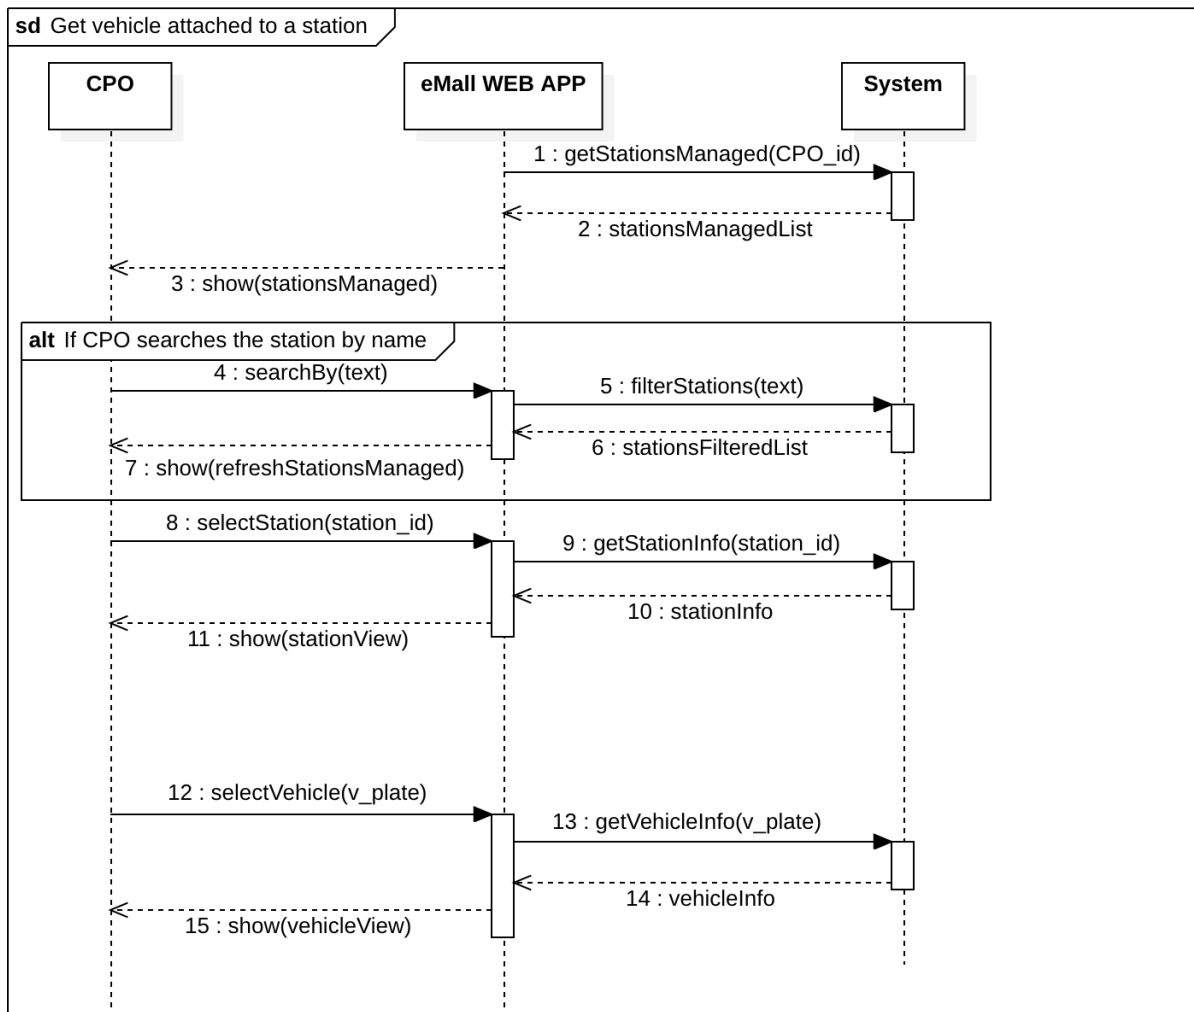 sd Get vehicle attached to a station
CPO
eMall WEB APP
System
1 : getStationsManaged(CPO_id)
2 : stationsManagedList
3 : show(stationsManaged)
alt If CPO searches the station by name
4 : searchBy(text)
5 : filterStations(text)
6 : stationsFilteredList
7 : show(refreshStationsManaged)
8 : selectStation(station_id)
9 : getStationInfo(station_id)
10 : stationInfo
11 : show(stationView)
12 : selectVehicle(v_plate)
13 : getVehicleInfo(v_plate)
14 : vehicleInfo
15 : show(vehicleView)